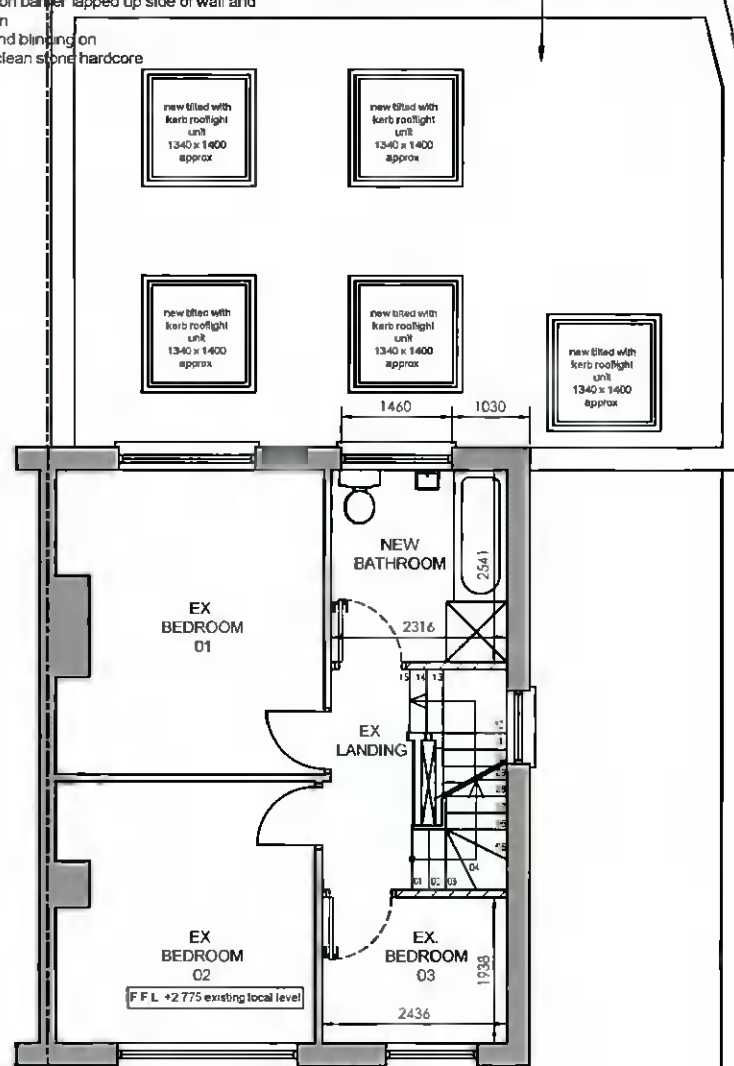 on barrier lapped up side of wall and
n
nd blinding on
clean stone hardcore
new tilted with
kerb rooflight
unit
1340 x 1400
approx
new tilted with
kerb rooflight
unit
1340 x 1400
approx
new tilted with
kerb rooflight
unit
1340 x 1400
approx
new tilted with
kerb rooflight
unit
1340 x 1400
approx
new tilted with
kerb rooflight
unit
1340 x 1400
approx
1460
1030
NEW
BATHROOM
2541
2316
EX
BEDROOM
01
15 14 13
EX
LANDING
04
01 02 03
EX
BEDROOM
02
F F L +2 775 existing local level
EX.
BEDROOM
03
1938
2436